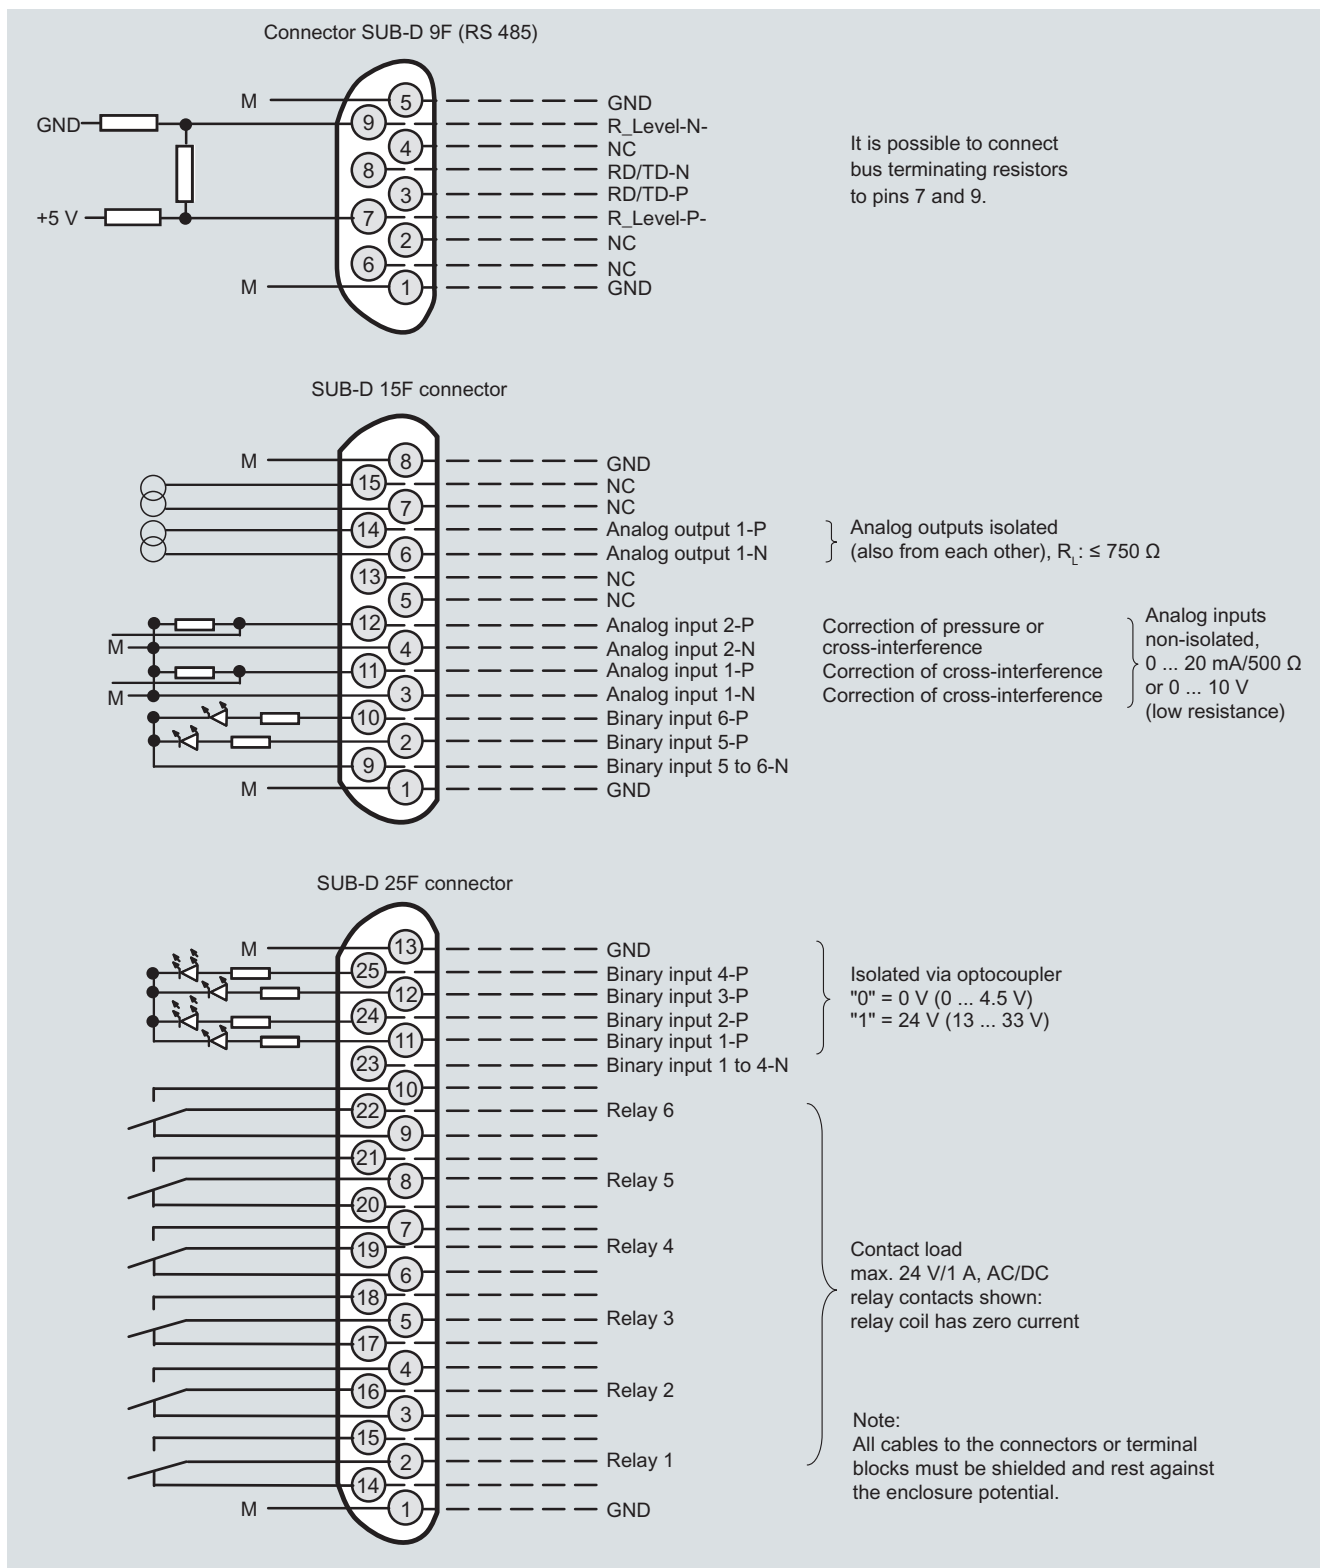 Connector SUB-D 9F (RS 485)
M 5 GND
GND 9 R_Level-N-
4 NC
8 RD/TD-N
3 RD/TD-P
+5 V 7 R_Level-P-
2 NC
6 NC
M 1 GND
It is possible to connect
bus terminating resistors
to pins 7 and 9.
SUB-D 15F connector
M 8 GND
15 NC
7 NC
14 Analog output 1-P
6 Analog output 1-N
13 NC
5 NC
12 Analog input 2-P
M 4 Analog input 2-N
11 Analog input 1-P
M 3 Analog input 1-N
10 Binary input 6-P
2 Binary input 5-P
9 Binary input 5 to 6-N
M 1 GND
Analog outputs isolated
(also from each other), RL: ≤ 750 Ω
Correction of pressure or
cross-interference
Correction of cross-interference
Correction of cross-interference
Analog inputs
non-isolated,
0 ... 20 mA/500 Ω
or 0 ... 10 V
(low resistance)
SUB-D 25F connector
M 13 GND
25 Binary input 4-P
12 Binary input 3-P
24 Binary input 2-P
11 Binary input 1-P
23 Binary input 1 to 4-N
10
22 Relay 6
9
21
8 Relay 5
20
7
19 Relay 4
6
18
5 Relay 3
17
4
16 Relay 2
3
15
2 Relay 1
14
M 1 GND
Isolated via optocoupler
"0" = 0 V (0 ... 4.5 V)
"1" = 24 V (13 ... 33 V)
Contact load
max. 24 V/1 A, AC/DC
relay contacts shown:
relay coil has zero current
Note:
All cables to the connectors or terminal
blocks must be shielded and rest against
the enclosure potential.